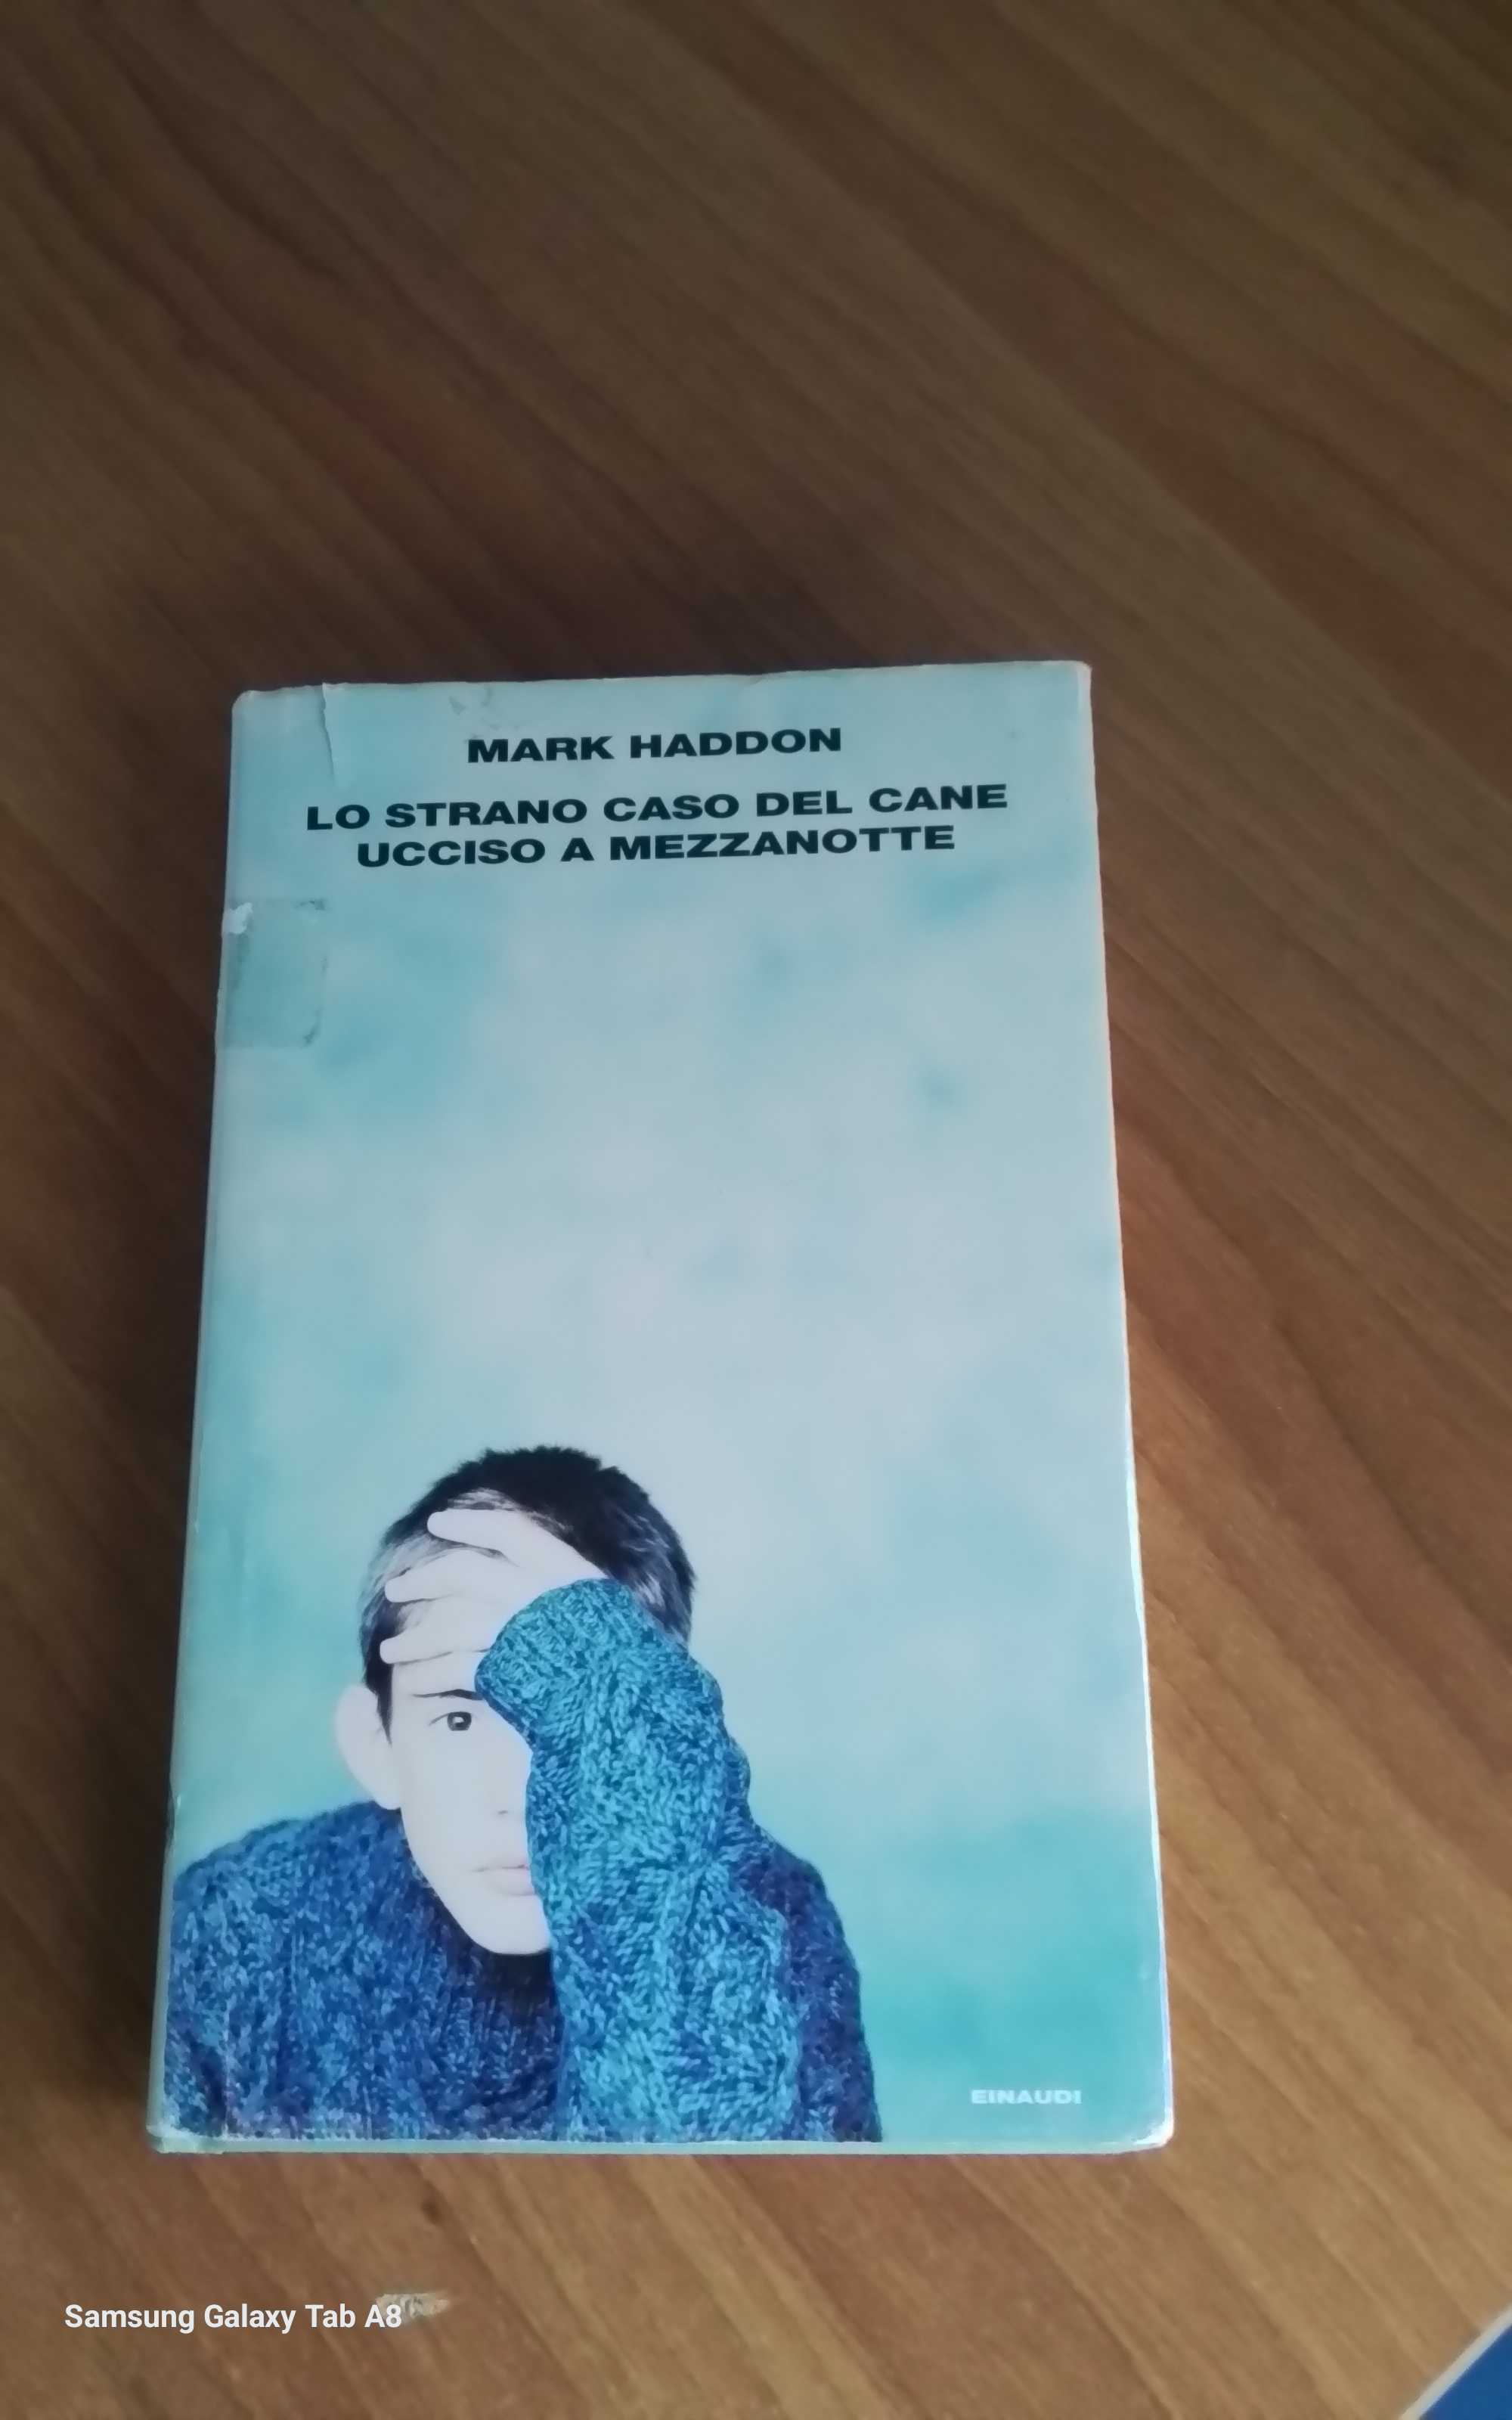 MARK HADDON
LO STRANO CASO DEL CANE
UCCISO A MEZZANOTTE
EINAUDI
Samsung Galaxy Tab A8